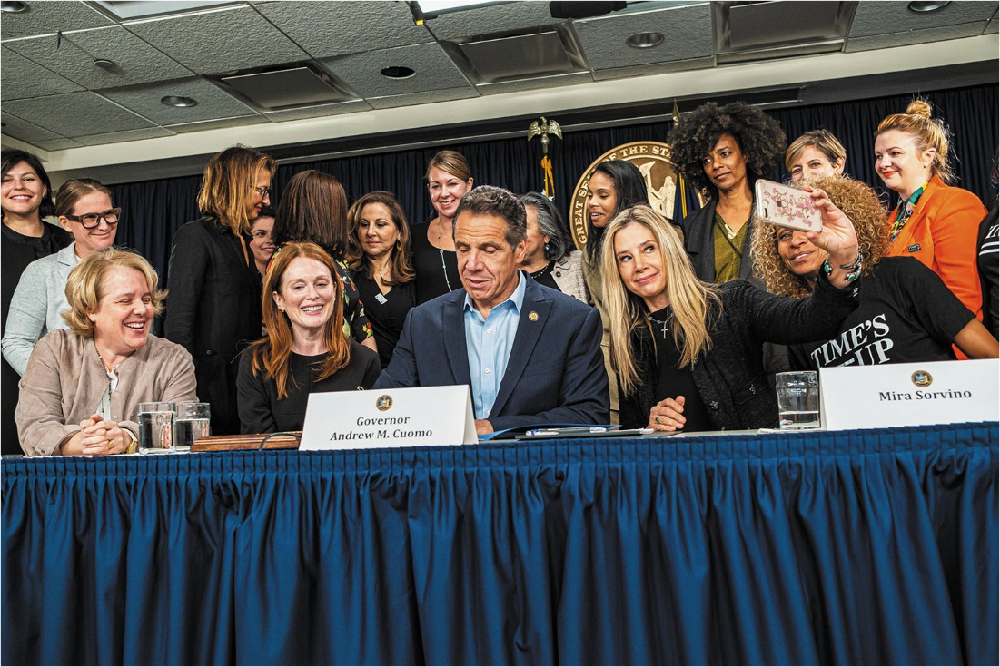 GREAT SEAL OF THE STA
TIME'S
UP
Mira Sorvino
Governor
Andrew M. Cuomo